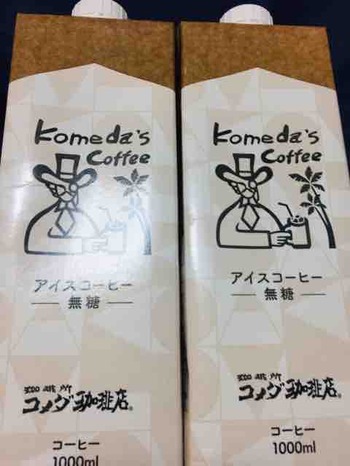 Komeda's
Coffee
アイスコーヒー
無糖
珈琲所
コメダ珈琲店®
コーヒー
1000ml
Komeda's
Coffee
アイスコーヒー
無糖
珈琲所
コメダ珈琲店®
コーヒー
1000ml